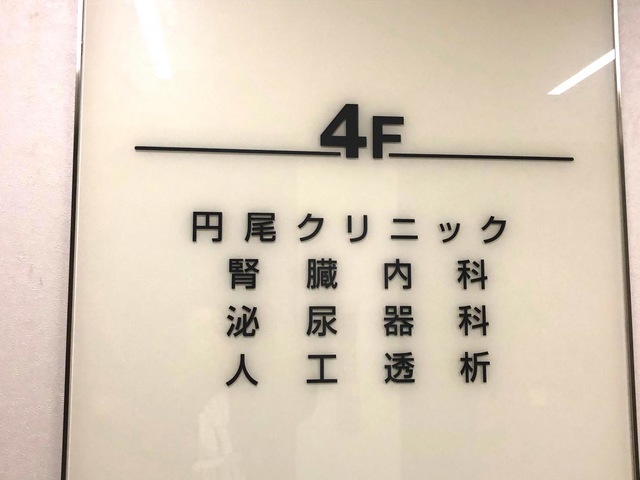 4F
円尾クリニック
腎臓内科
泌尿器科
人工透析